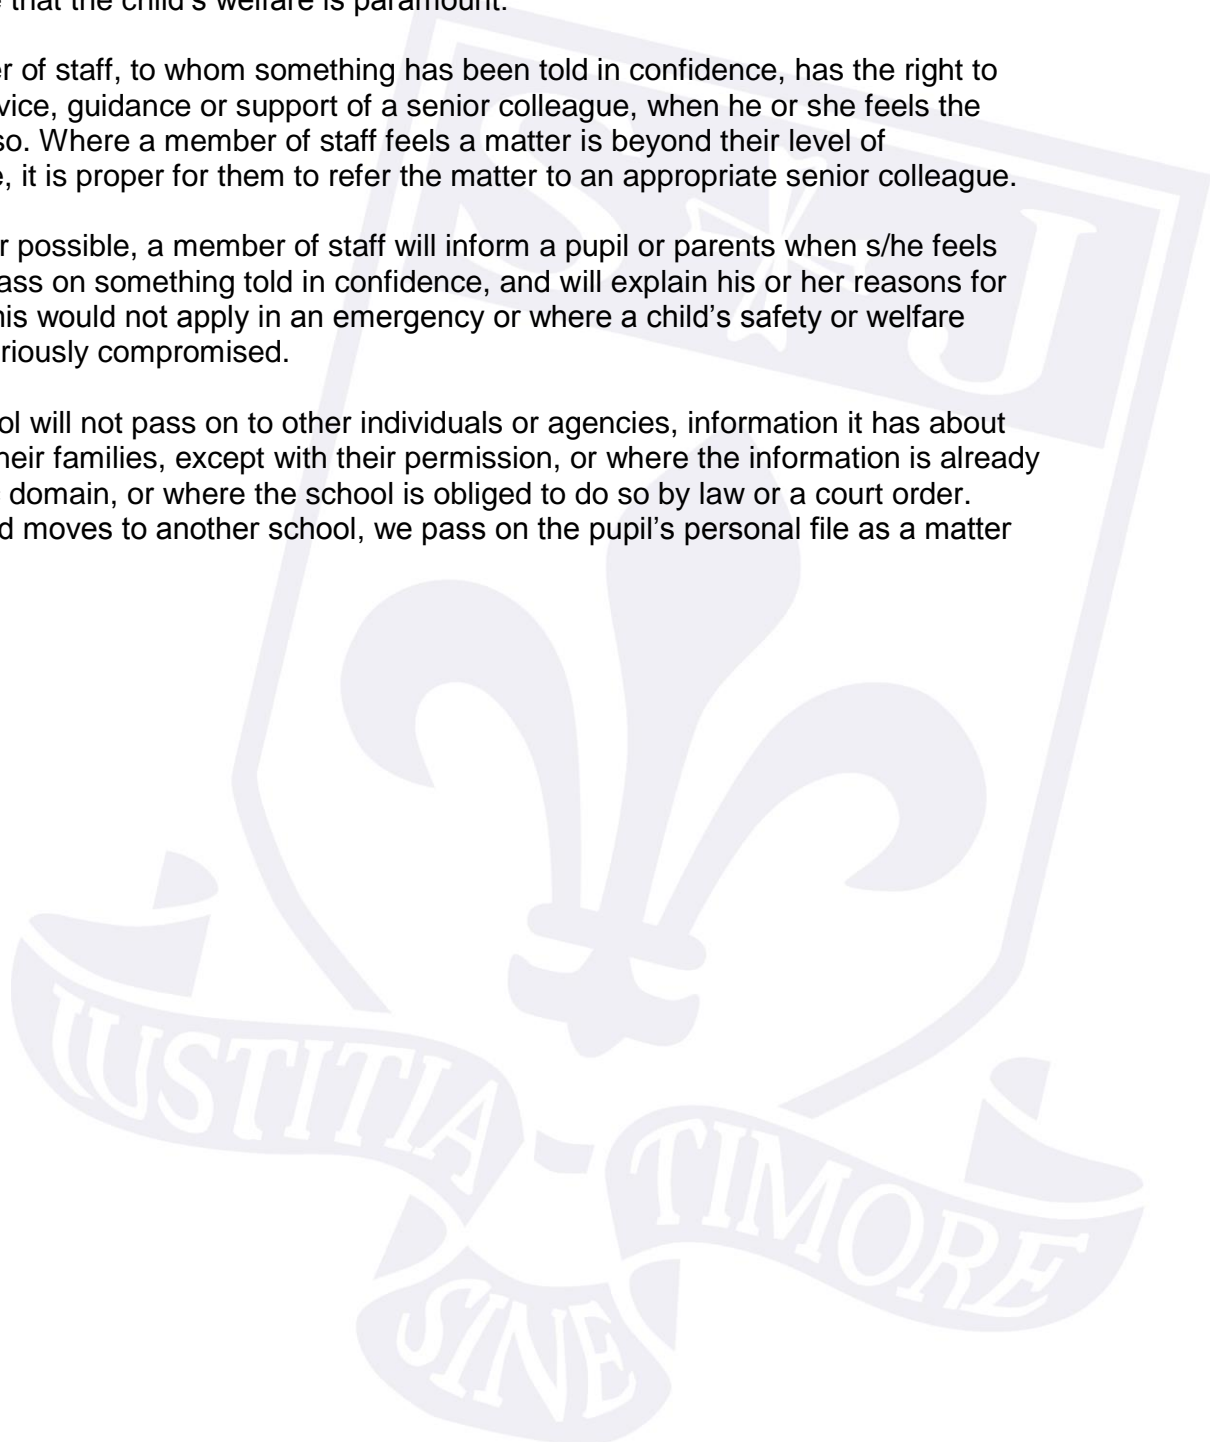 that the child's welfare is paramount.
of staff, to whom something has been told in confidence, has the right to
guidance or support of a senior colleague, when he or she feels the
so. Where a member of staff feels a matter is beyond their level of
it is proper for them to refer the matter to an appropriate senior colleague.
possible, a member of staff will inform a pupil or parents when s/he feels
on something told in confidence, and will explain his or her reasons for
would not apply in an emergency or where a child's safety or welfare
compromised.
will not pass on to other individuals or agencies, information it has about
their families, except with their permission, or where the information is already
domain, or where the school is obliged to do so by law or a court order.
moves to another school, we pass on the pupil's personal file as a matter
S J
IUSTITIA
SINE
TIMORE